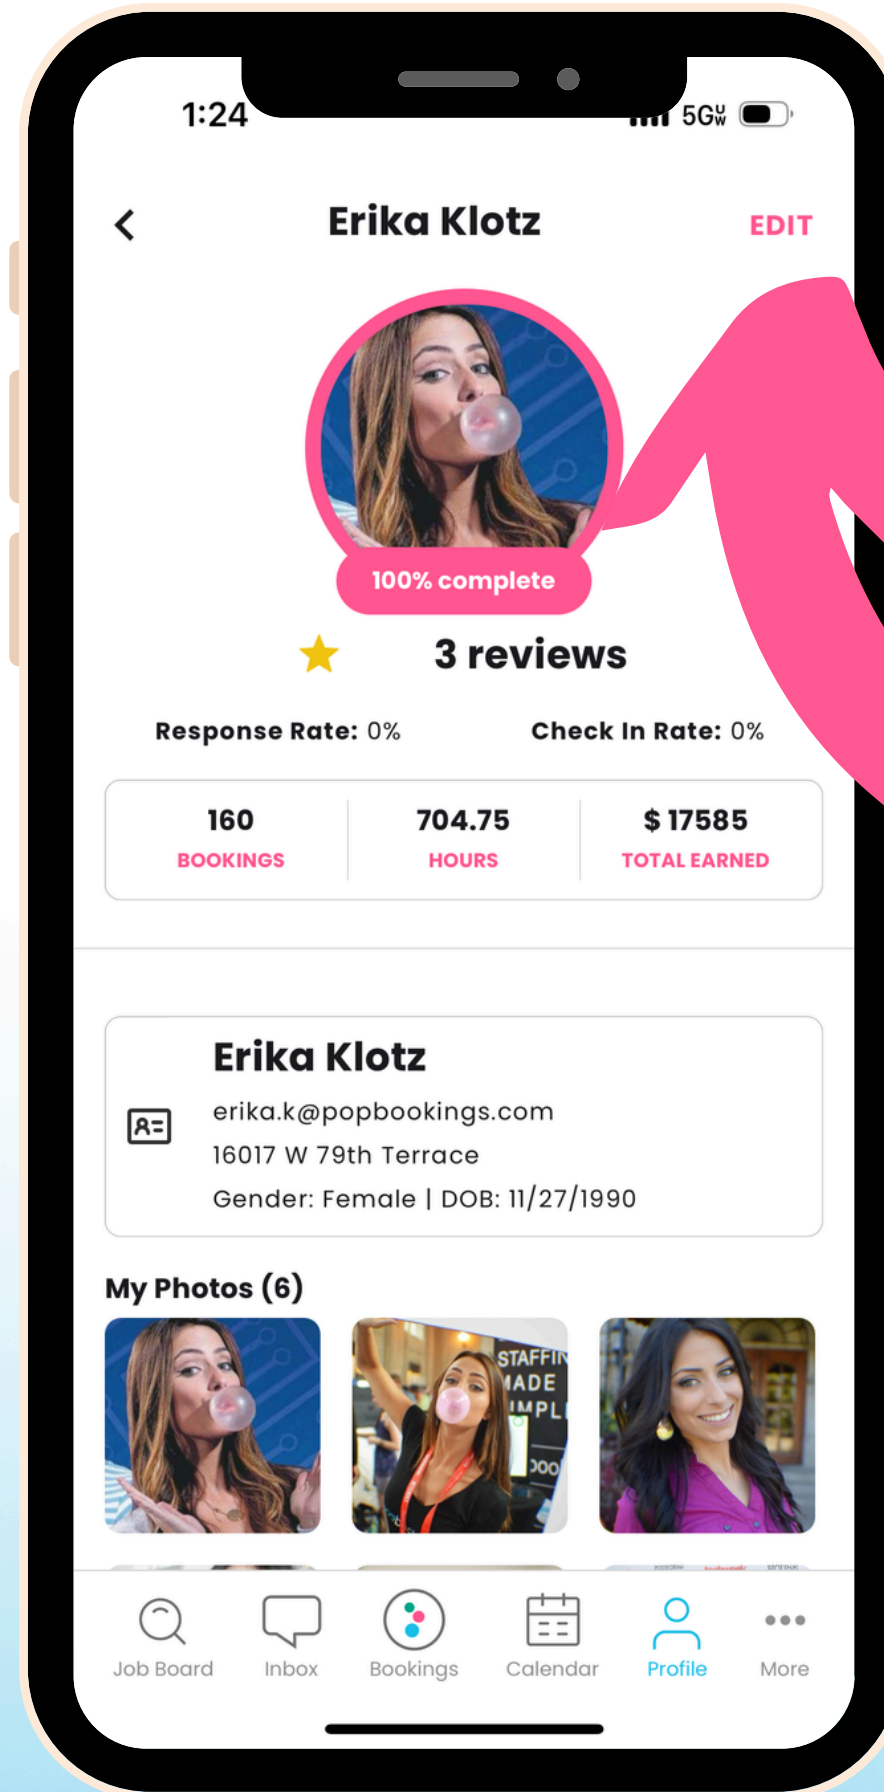 1:24
5G UW
Erika Klotz
EDIT
100% complete
3 reviews
Response Rate: 0%
Check In Rate: 0%
160
704.75
$ 17585
BOOKINGS
HOURS
TOTAL EARNED
Erika Klotz
erika.k@popbookings.com
16017 W 79th Terrace
Gender: Female | DOB: 11/27/1990
My Photos (6)
STAFFIN
MADE
IMPL
Job Board
Inbox
Bookings
Calendar
Profile
More